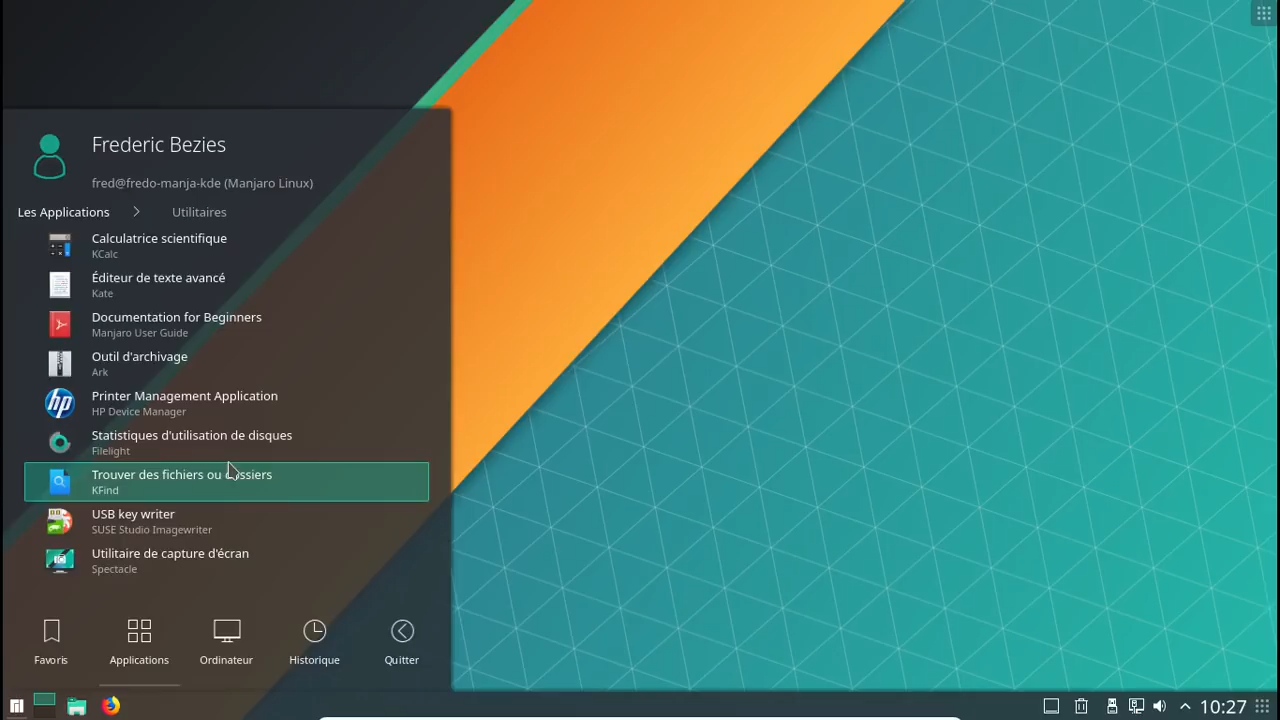 Frederic Bezies
fred@fredo-manja-kde (Manjaro Linux)
Les Applications
Utilitaires
Calculatrice scientifique
KCalc
Éditeur de texte avancé
Kate
Documentation for Beginners
Manjaro User Guide
Outil d'archivage
Ark
hp
Printer Management Application
HP Device Manager
Statistiques d'utilisation de disques
Filelight
Trouver des fichiers ou dossiers
KFind
USB key writer
SUSE Studio Imagewriter
Utilitaire de capture d'écran
Spectacle
Favoris
Applications
Ordinateur
Historique
Quitter
10:27